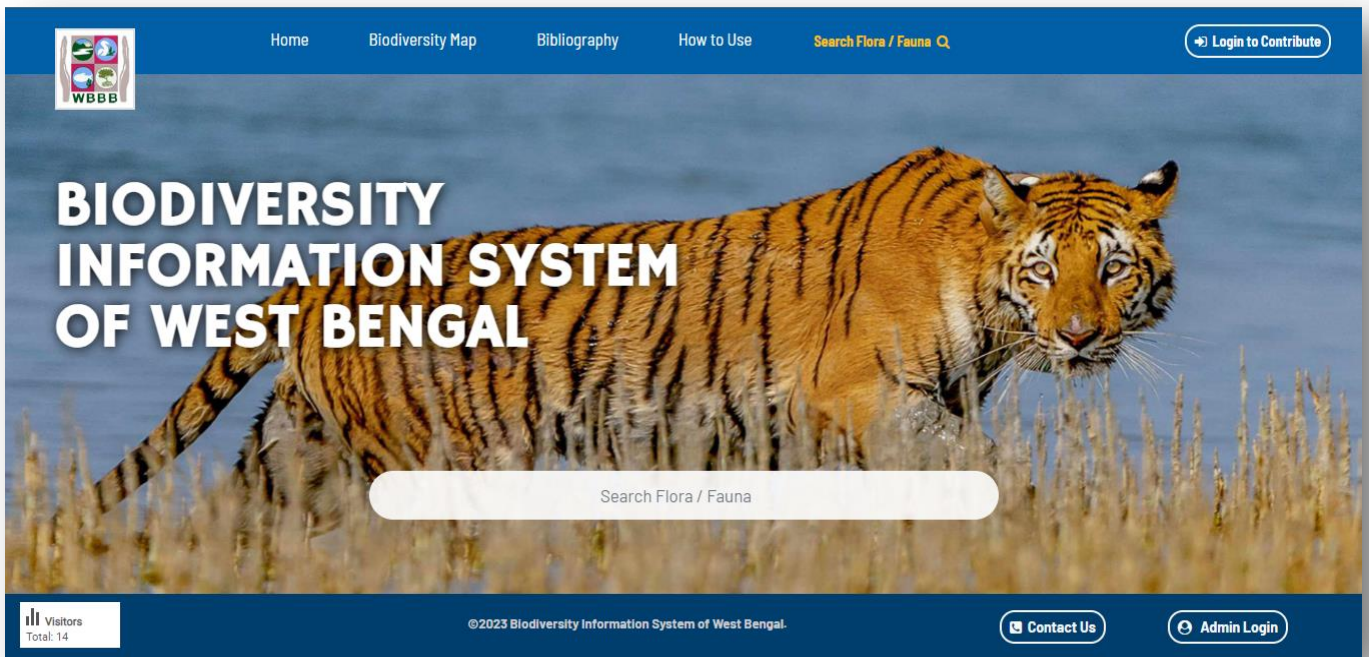 WBBB
Home
Biodiversity Map
Bibliography
How to Use
Search Flora / Fauna
Login to Contribute
BIODIVERSITY
INFORMATION SYSTEM
OF WEST BENGAL
Search Flora / Fauna
Visitors
Total: 14
©2023 Biodiversity Information System of West Bengal.
Contact Us
Admin Login